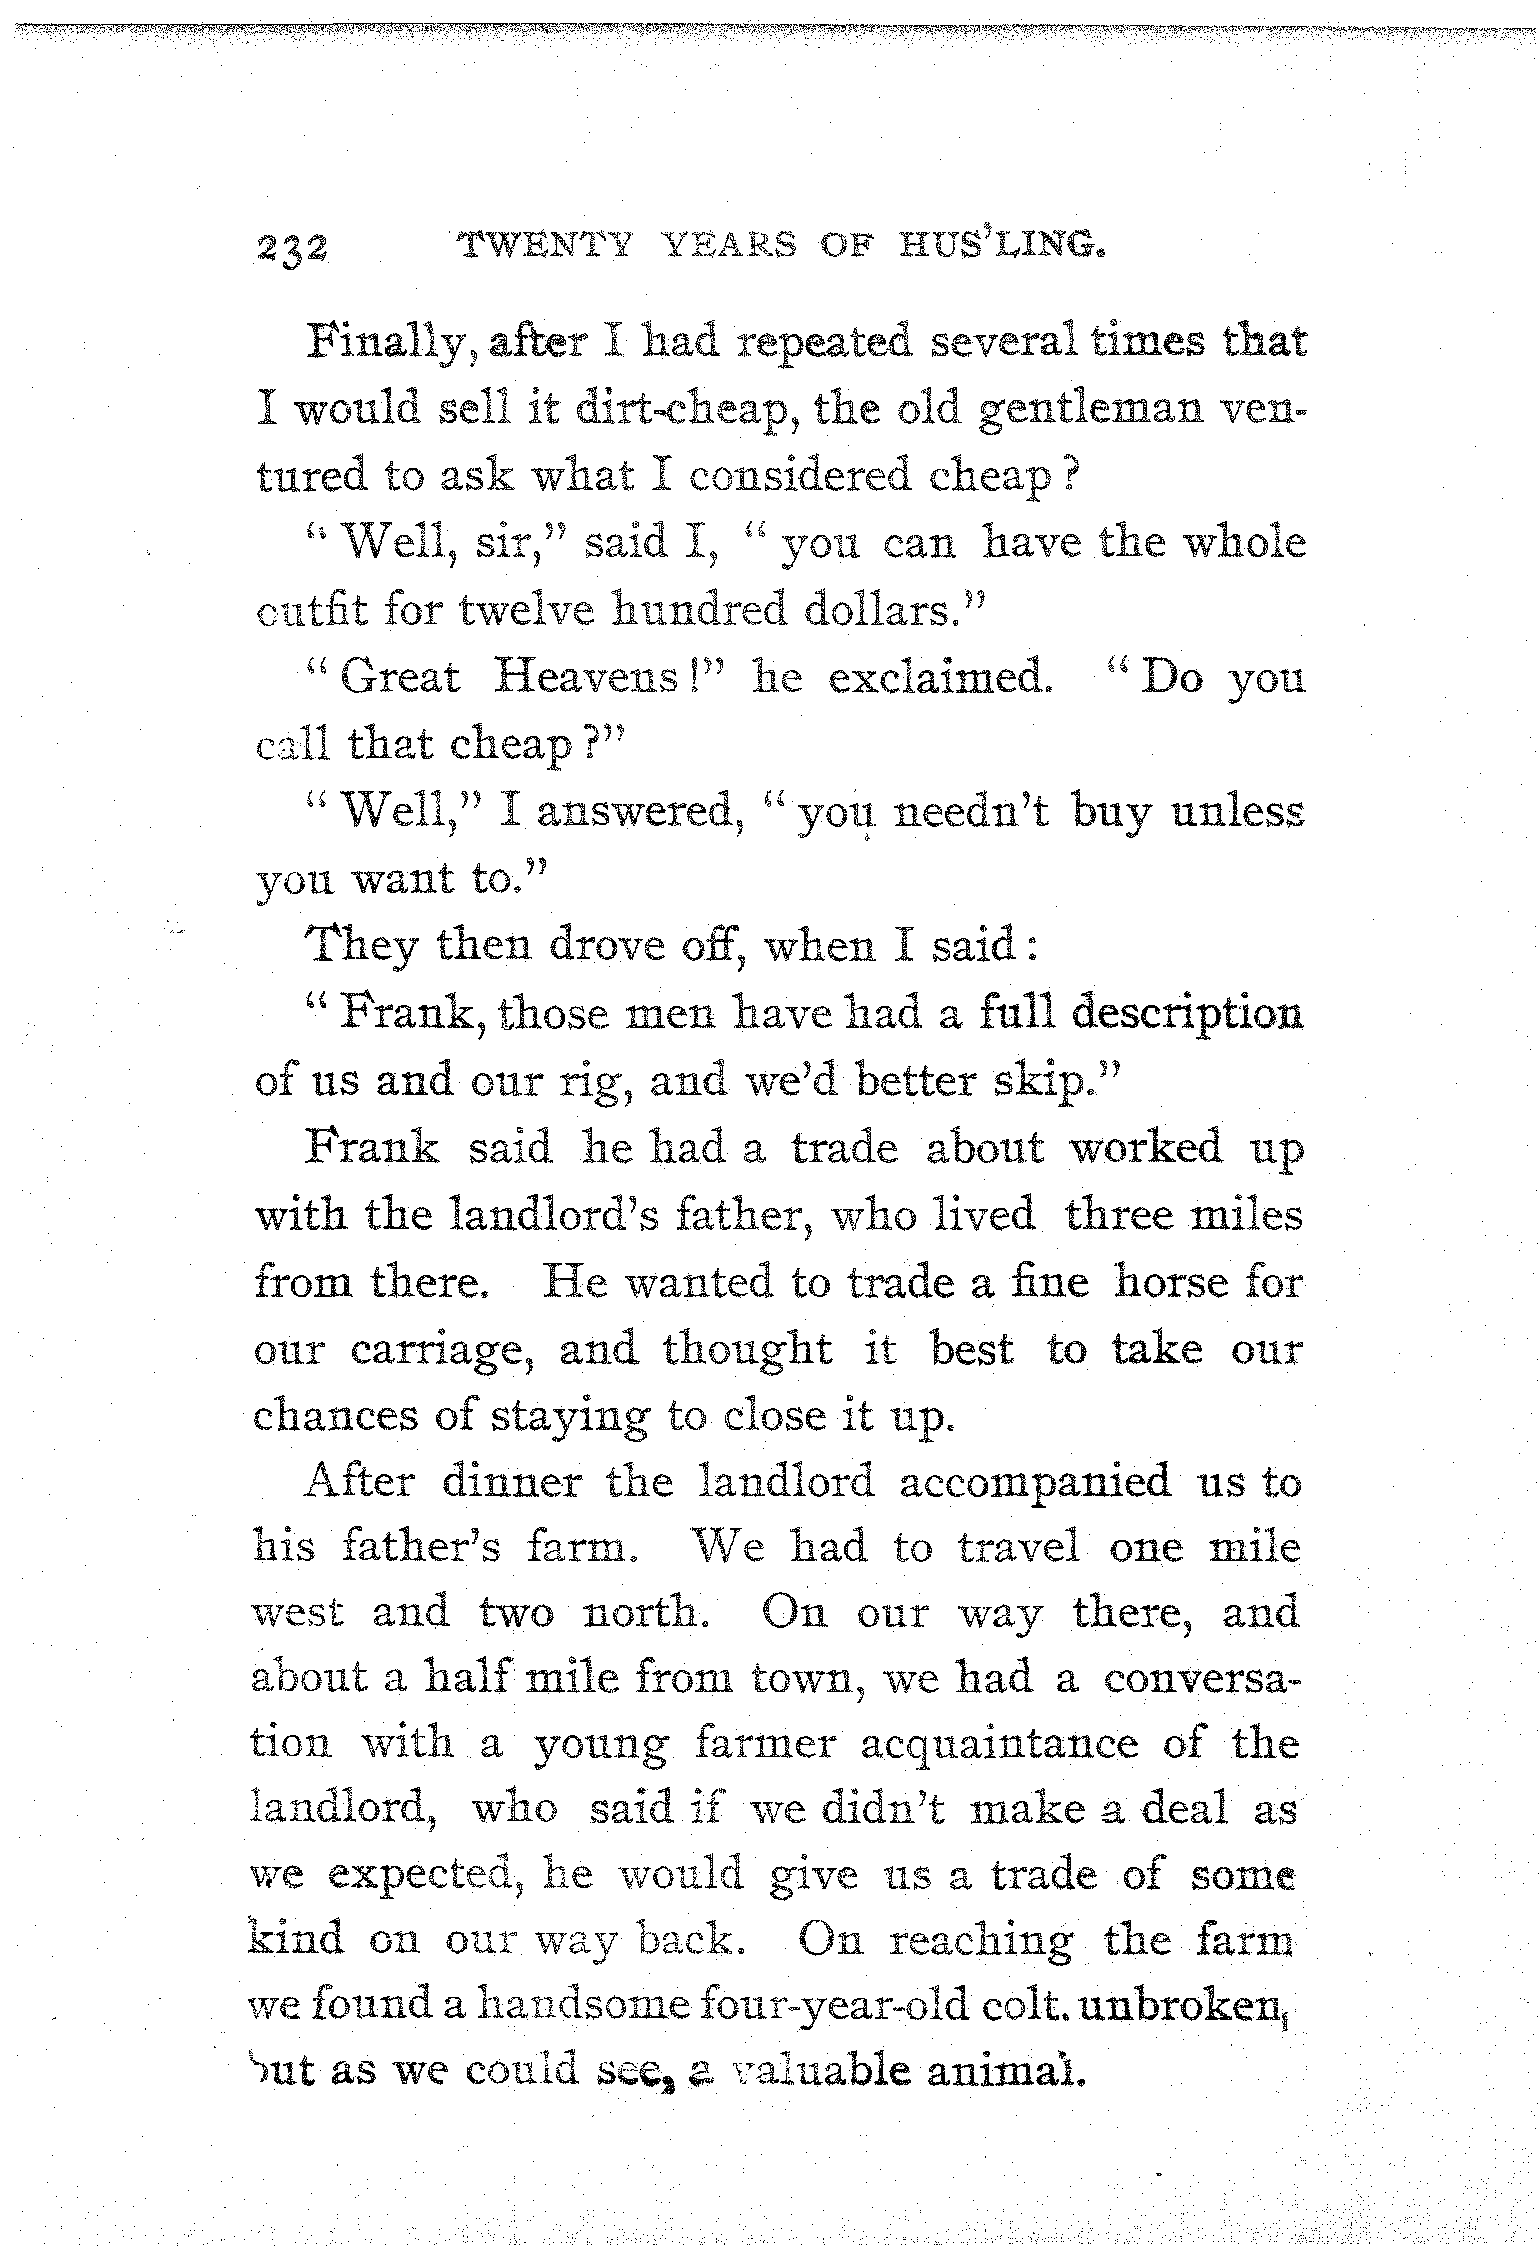 232 TWENTY YEARS OF HUS'LING.
Finally, after I had repeated several times that
I would sell it dirt-cheap, the old gentleman ven-
tured to ask what I considered cheap?
"Well, sir," said I, "you can have the whole
outfit for twelve hundred dollars."
"Great Heavens!" he exclaimed. "Do you
call that cheap?"
"Well," I answered, "you needn't buy unless
you want to."
They then drove off, when I said:
"Frank, those men have had a full description
of us and our rig, and we'd better skip."
Frank said he had a trade about worked up
with the landlord's father, who lived three miles
from there. He wanted to trade a fine horse for
our carriage, and thought it best to take our
chances of staying to close it up.
After dinner the landlord accompanied us to
his father's farm. We had to travel one mile
west and two north. On our way there, and
about a half mile from town, we had a conversa-
tion with a young farmer acquaintance of the
landlord, who said if we didn't make a deal as
we expected, he would give us a trade of some
kind on our way back. On reaching the farm
we found a handsome four-year-old colt. unbroken,
but as we could see, a valuable animal.